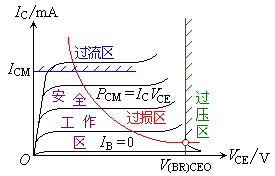 I_C/mA
过流区
I_CM
安全 P_CM = I_C V_CE
过压区
工作 过损区
区 I_B = 0
O
V_CE/V
V_(BR)CEO